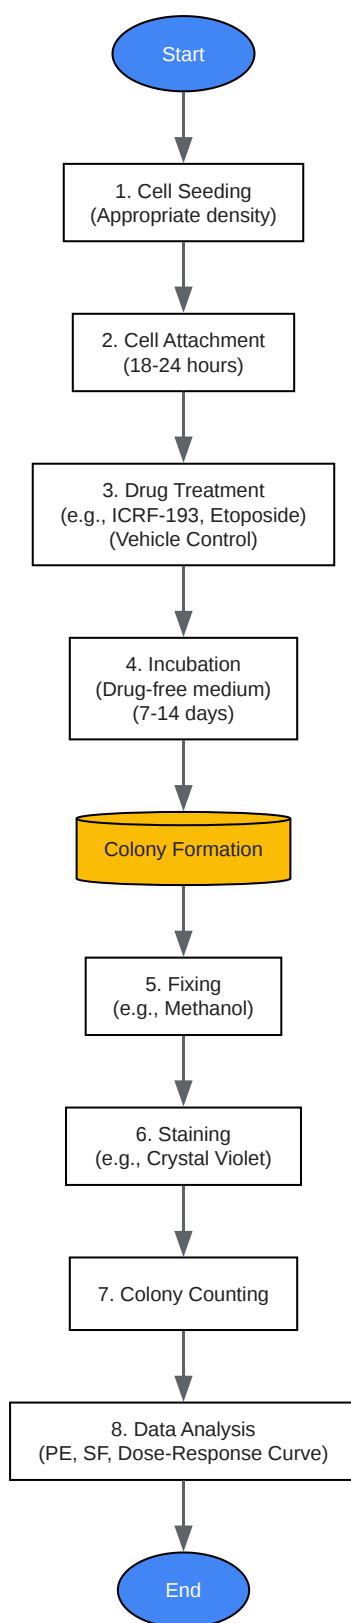 Start
1. Cell Seeding
(Appropriate density)
2. Cell Attachment
(18-24 hours)
3. Drug Treatment
(e.g., ICRF-193, Etoposide)
(Vehicle Control)
4. Incubation
(Drug-free medium)
(7-14 days)
Colony Formation
5. Fixing
(e.g., Methanol)
6. Staining
(e.g., Crystal Violet)
7. Colony Counting
8. Data Analysis
(PE, SF, Dose-Response Curve)
End